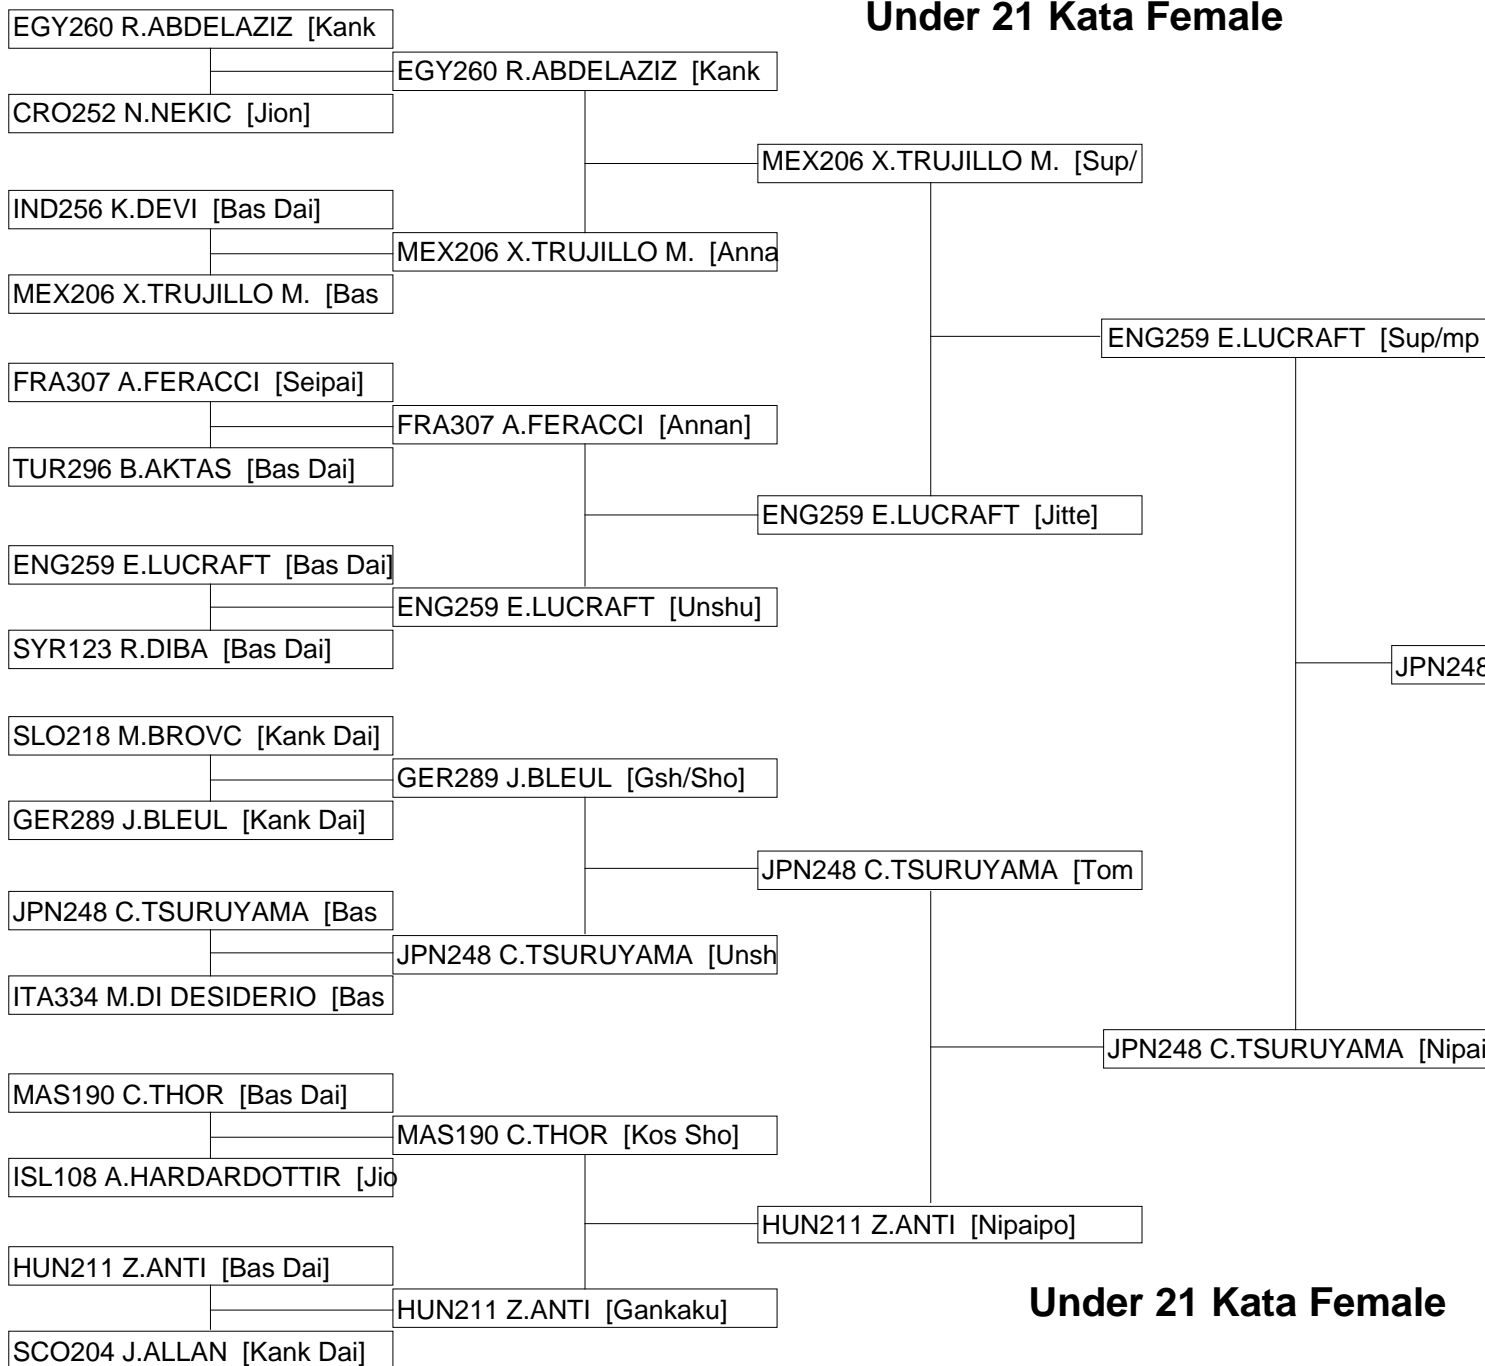 Under 21 Kata Female
EGY260 R.ABDELAZIZ [Kank
CRO252 N.NEKIC [Jion]
IND256 K.DEVI [Bas Dai]
MEX206 X.TRUJILLO M. [Bas
FRA307 A.FERACCI [Seipai]
TUR296 B.AKTAS [Bas Dai]
ENG259 E.LUCRAFT [Bas Dai]
SYR123 R.DIBA [Bas Dai]
SLO218 M.BROVC [Kank Dai]
GER289 J.BLEUL [Kank Dai]
JPN248 C.TSURUYAMA [Bas
ITA334 M.DI DESIDERIO [Bas
MAS190 C.THOR [Bas Dai]
ISL108 A.HARDARDOTTIR [Jio
HUN211 Z.ANTI [Bas Dai]
SCO204 J.ALLAN [Kank Dai]
EGY260 R.ABDELAZIZ [Kank
MEX206 X.TRUJILLO M. [Anna
FRA307 A.FERACCI [Annan]
ENG259 E.LUCRAFT [Unshu]
GER289 J.BLEUL [Gsh/Sho]
JPN248 C.TSURUYAMA [Unsh
MAS190 C.THOR [Kos Sho]
HUN211 Z.ANTI [Gankaku]
MEX206 X.TRUJILLO M. [Sup/
ENG259 E.LUCRAFT [Jitte]
JPN248 C.TSURUYAMA [Tom
HUN211 Z.ANTI [Nipaipo]
ENG259 E.LUCRAFT [Sup/mp
JPN248 C.TSURUYAMA [Nipai
JPN248
Under 21 Kata Female